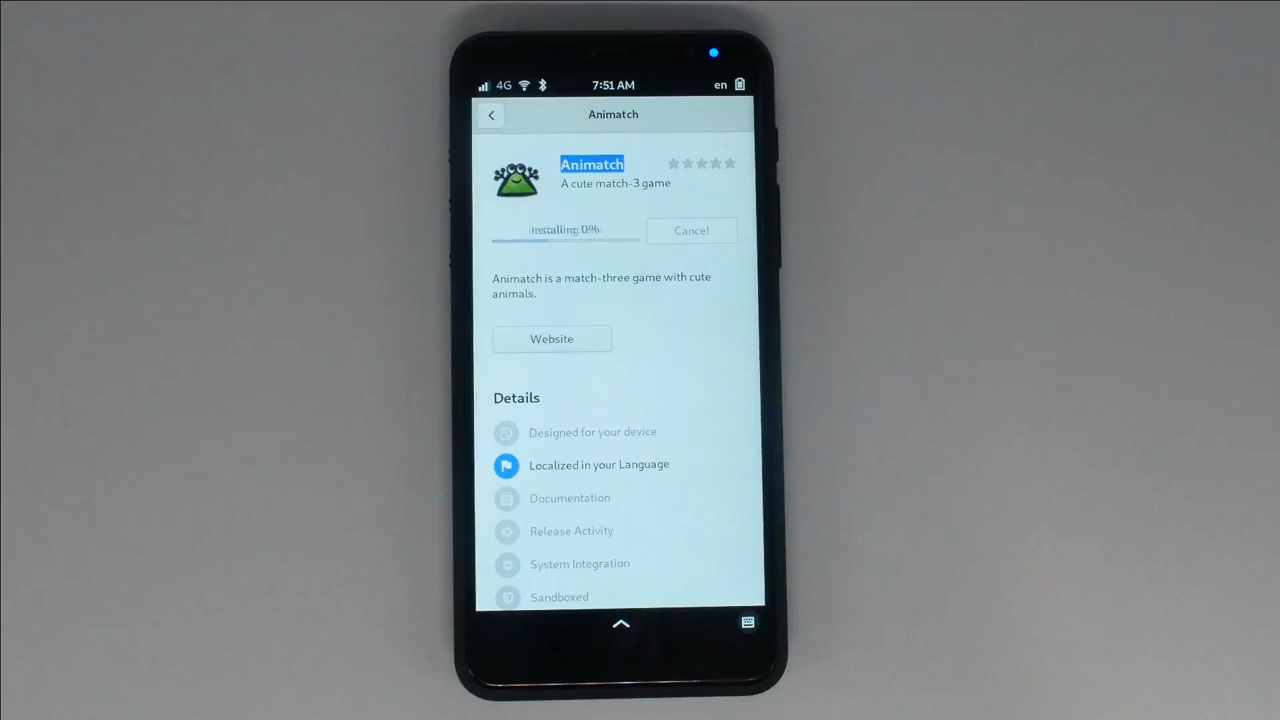 4G 7:51 AM en
Animatch
Animatch
A cute match-3 game
Installing 0%
Cancel
Animatch is a match-three game with cute
animals.
Website
Details
Designed for your device
Localized in your Language
Documentation
Release Activity
System Integration
Sandboxed